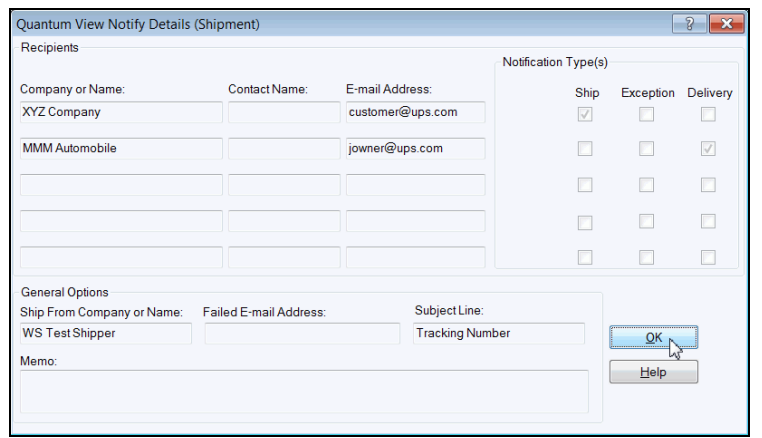 Quantum View Notify Details (Shipment)
?
Recipients
Notification Type(s)
Company or Name: Contact Name: E-mail Address: Ship Exception Delivery
XYZ Company customer@ups.com
MMM Automobile jowner@ups.com
General Options
Ship From Company or Name: Failed E-mail Address: Subject Line:
WS Test Shipper Tracking Number
OK
Memo:
Help